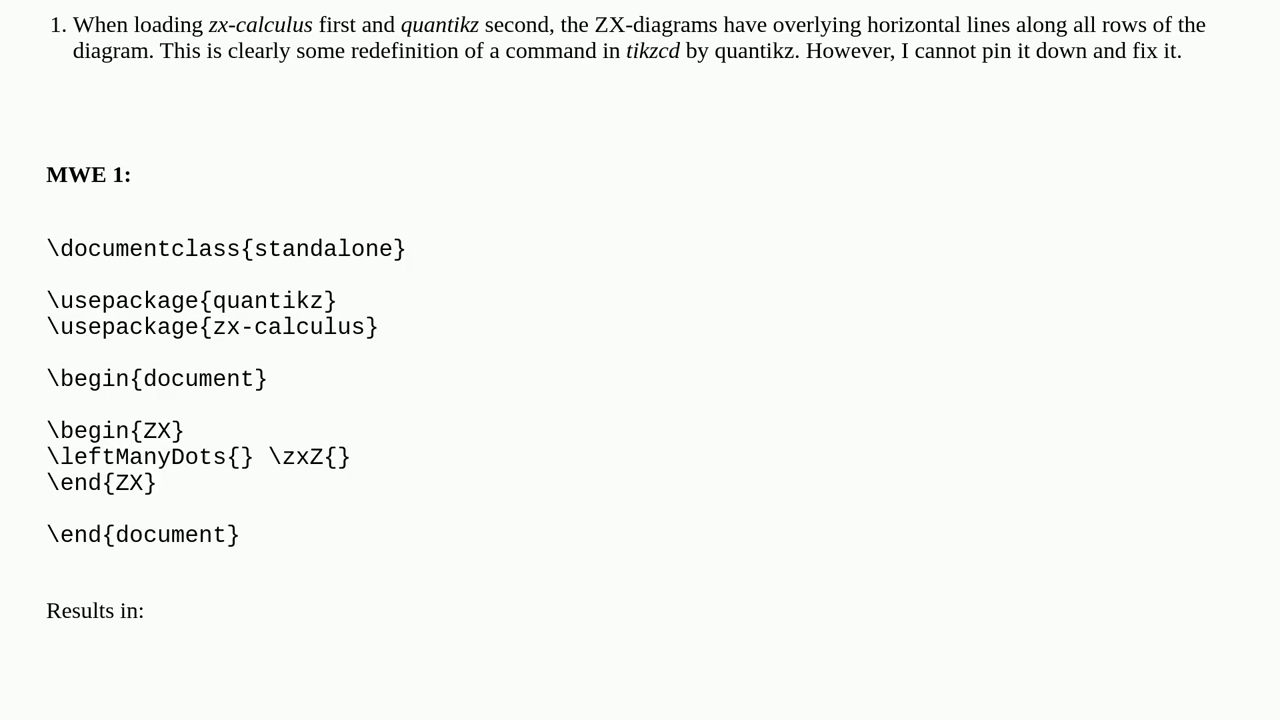 1. When loading zx-calculus first and quantikz second, the ZX-diagrams have overlying horizontal lines along all rows of the
diagram. This is clearly some redefinition of a command in tikzcd by quantikz. However, I cannot pin it down and fix it.
MWE 1:
\documentclass{standalone}
\usepackage{quantikz}
\usepackage{zx-calculus}
\begin{document}
\begin{ZX}
\leftManyDots{} \zxZ{}
\end{ZX}
\end{document}
Results in: